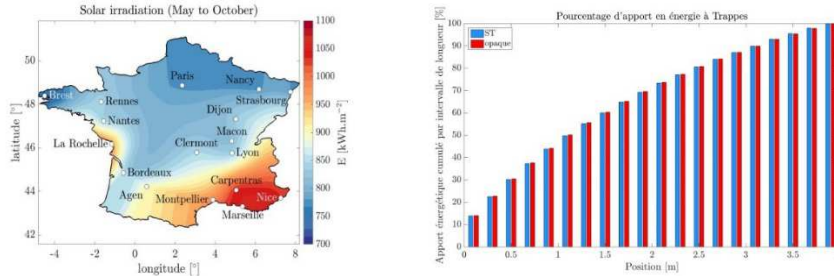 Solar irradiation (May to October)
1100
1050
1000
950
900
850
800
750
700
E [kWh.m⁻²]
50
48
46
44
42
latitude [°]
-4 -2 0 2 4 6 8
longitude [°]
Paris
Nancy
Brest
Rennes
Strasbourg
Dijon
Nantes
Macon
La Rochelle
Clermont
Lyon
Bordeaux
Carpentras
Agen
Montpellier
Nice
Marseille
Pourcentage d'apport en énergie à Trappes
ST
opaque
100
90
80
70
60
50
40
30
20
10
0
Apport énergétique cumulé par intervalle de longueur [%]
0 0.5 1 1.5 2 2.5 3 3.5
Position [m]